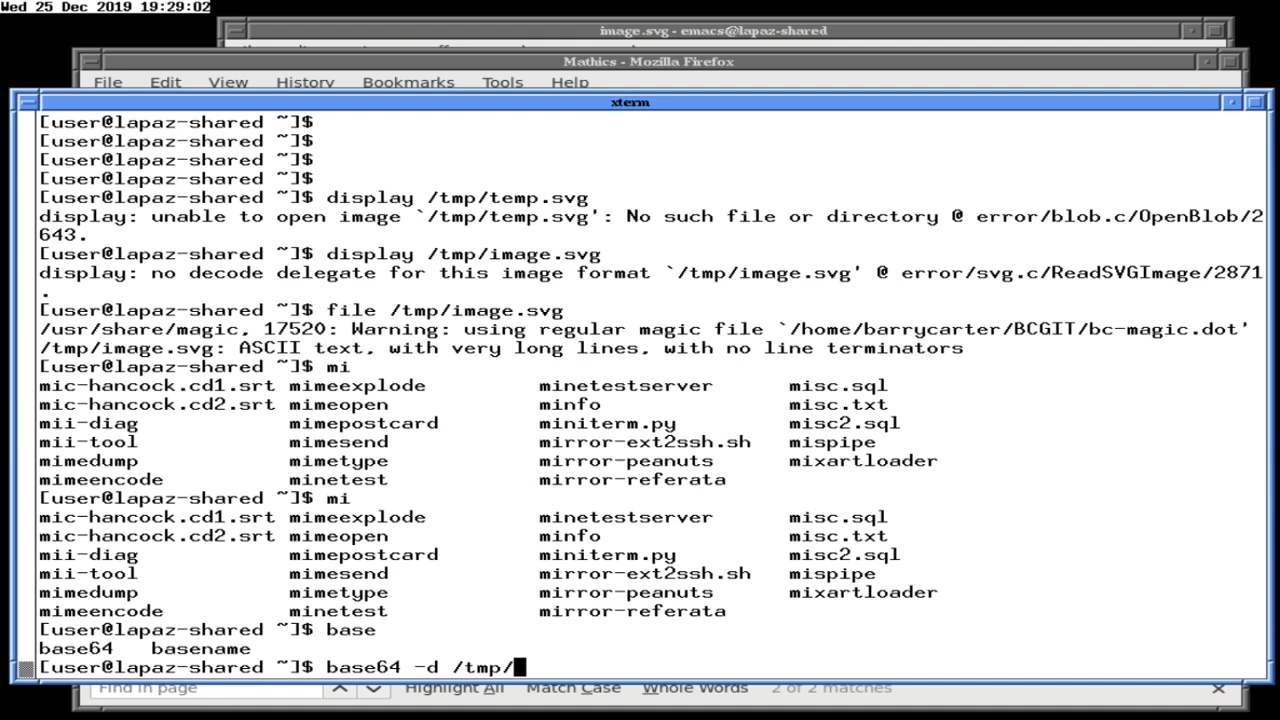 Wed 25 Dec 2019 19:29:02
image.svg - emacs@lapaz-shared
Mathics - Mozilla Firefox
File Edit View History Bookmarks Tools Help
xterm
[user@lapaz-shared ~]$
[user@lapaz-shared ~]$
[user@lapaz-shared ~]$
[user@lapaz-shared ~]$
[user@lapaz-shared ~]$ display /tmp/temp.svg
display: unable to open image `/tmp/temp.svg': No such file or directory @ error/blob.c/OpenBlob/2
643.
[user@lapaz-shared ~]$ display /tmp/image.svg
display: no decode delegate for this image format `/tmp/image.svg' @ error/svg.c/ReadSVGImage/2871
.
[user@lapaz-shared ~]$ file /tmp/image.svg
/usr/share/magic, 17520: Warning: using regular magic file `/home/barrycarter/BCGIT/bc-magic.dot'
/tmp/image.svg: ASCII text, with very long lines, with no line terminators
[user@lapaz-shared ~]$ mi
mic-hancock.cd1.srt mimeexplode minetestserver misc.sql
mic-hancock.cd2.srt mimeopen minfo misc.txt
mii-diag mimepostcard miniterm.py misc2.sql
mii-tool mimesend mirror-ext2ssh.sh mispipe
mimedump mimetype mirror-peanuts mixartloader
mimeencode minetest mirror-referata
[user@lapaz-shared ~]$ mi
mic-hancock.cd1.srt mimeexplode minetestserver misc.sql
mic-hancock.cd2.srt mimeopen minfo misc.txt
mii-diag mimepostcard miniterm.py misc2.sql
mii-tool mimesend mirror-ext2ssh.sh mispipe
mimedump mimetype mirror-peanuts mixartloader
mimeencode minetest mirror-referata
[user@lapaz-shared ~]$ base
base64 basename
[user@lapaz-shared ~]$ base64 -d /tmp/
Find in page Highlight All Match Case Whole Words 2 of 2 matches